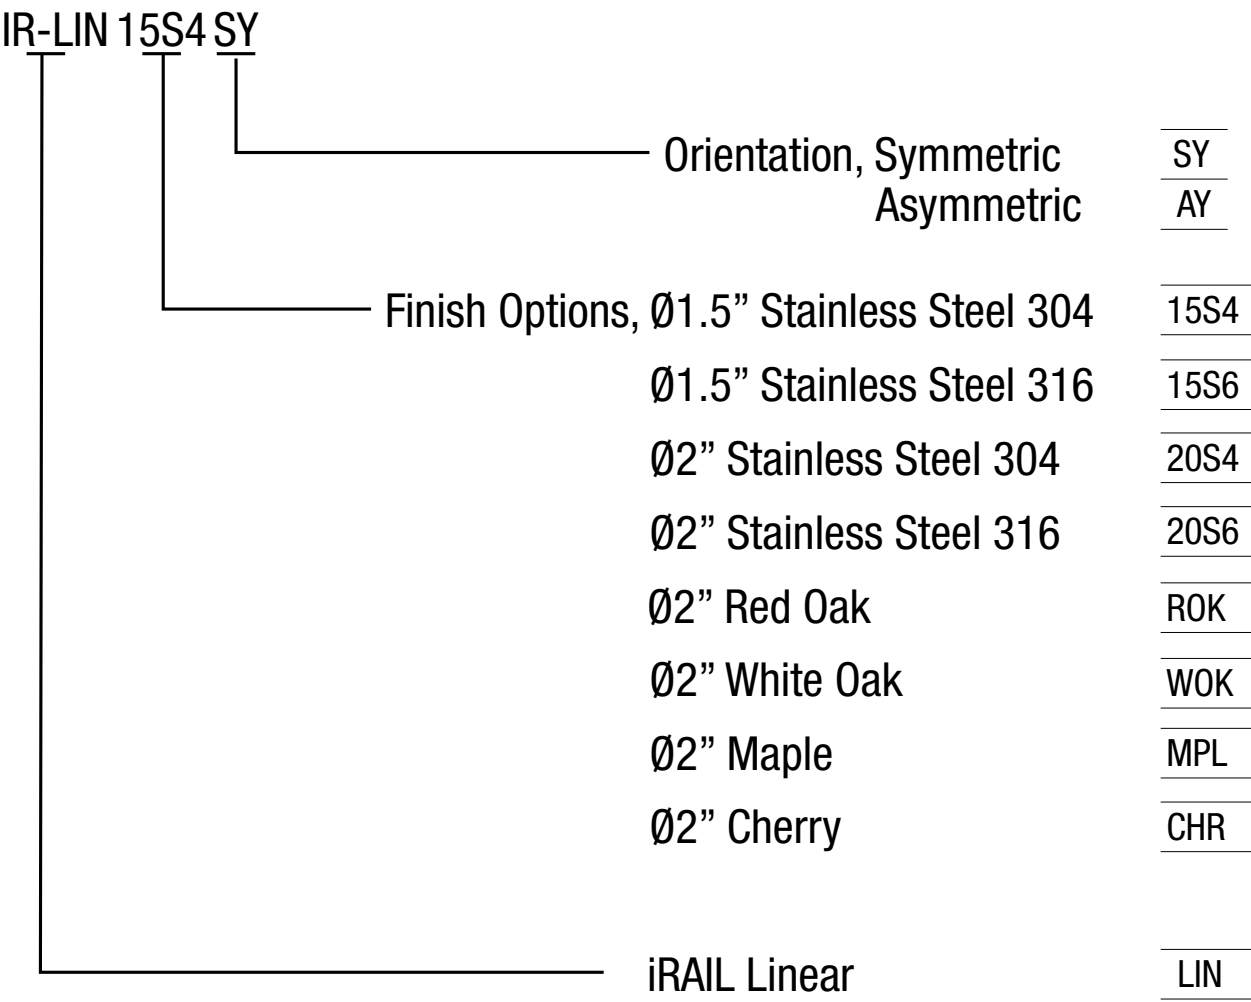 IR-LIN 15S4 SY
Orientation, Symmetric SY
Asymmetric AY
Finish Options, Ø1.5” Stainless Steel 304 15S4
Ø1.5” Stainless Steel 316 15S6
Ø2” Stainless Steel 304 20S4
Ø2” Stainless Steel 316 20S6
Ø2” Red Oak ROK
Ø2” White Oak WOK
Ø2” Maple MPL
Ø2” Cherry CHR
iRAIL Linear LIN